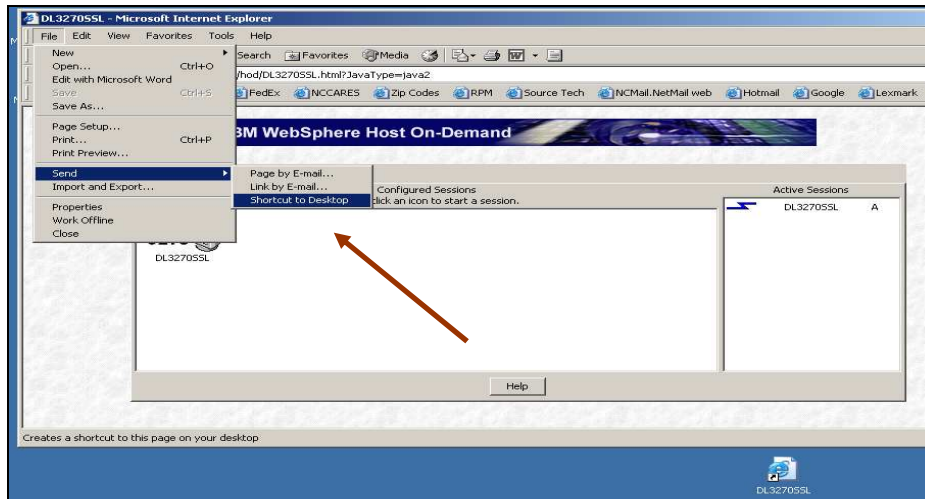 DL3270SSL - Microsoft Internet Explorer
File Edit View Favorites Tools Help
New
Open... Ctrl+O
Edit with Microsoft Word
Save Ctrl+S
Save As...
Page Setup...
Print... Ctrl+P
Print Preview...
Send
Import and Export...
Properties
Work Offline
Close
Page by E-mail...
Link by E-mail...
Shortcut to Desktop
Search Favorites Media
/hod/DL3270SSL.html?JavaType=java2
FedEx NCCARES Zip Codes RPM Source Tech NCMail.NetMail web Hotmail Google Lexmark
BM WebSphere Host On-Demand
Configured Sessions
click an icon to start a session.
DL3270SSL
Active Sessions
DL3270SSL A
Help
Creates a shortcut to this page on your desktop
DL3270SSL